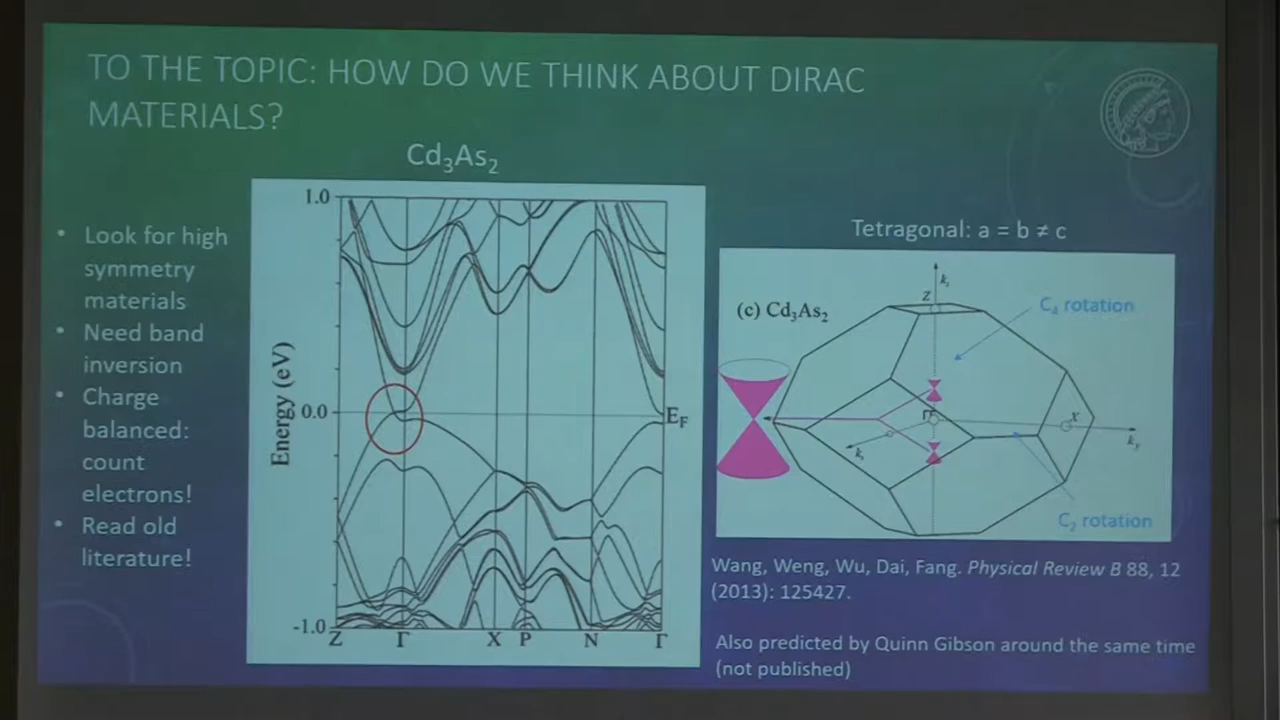 TO THE TOPIC: HOW DO WE THINK ABOUT DIRAC
MATERIALS?
Cd₃As₂
• Look for high
symmetry
materials
• Need band
inversion
• Charge
balanced:
count
electrons!
• Read old
literature!
1.0
0.0
-1.0
Energy (eV)
E_F
Z Γ X P N Γ
Tetragonal: a = b ≠ c
(c) Cd₃As₂
Z
C₄ rotation
Γ
X
k_y
C₂ rotation
Wang, Weng, Wu, Dai, Fang. Physical Review B 88, 12
(2013): 125427.
Also predicted by Quinn Gibson around the same time
(not published)